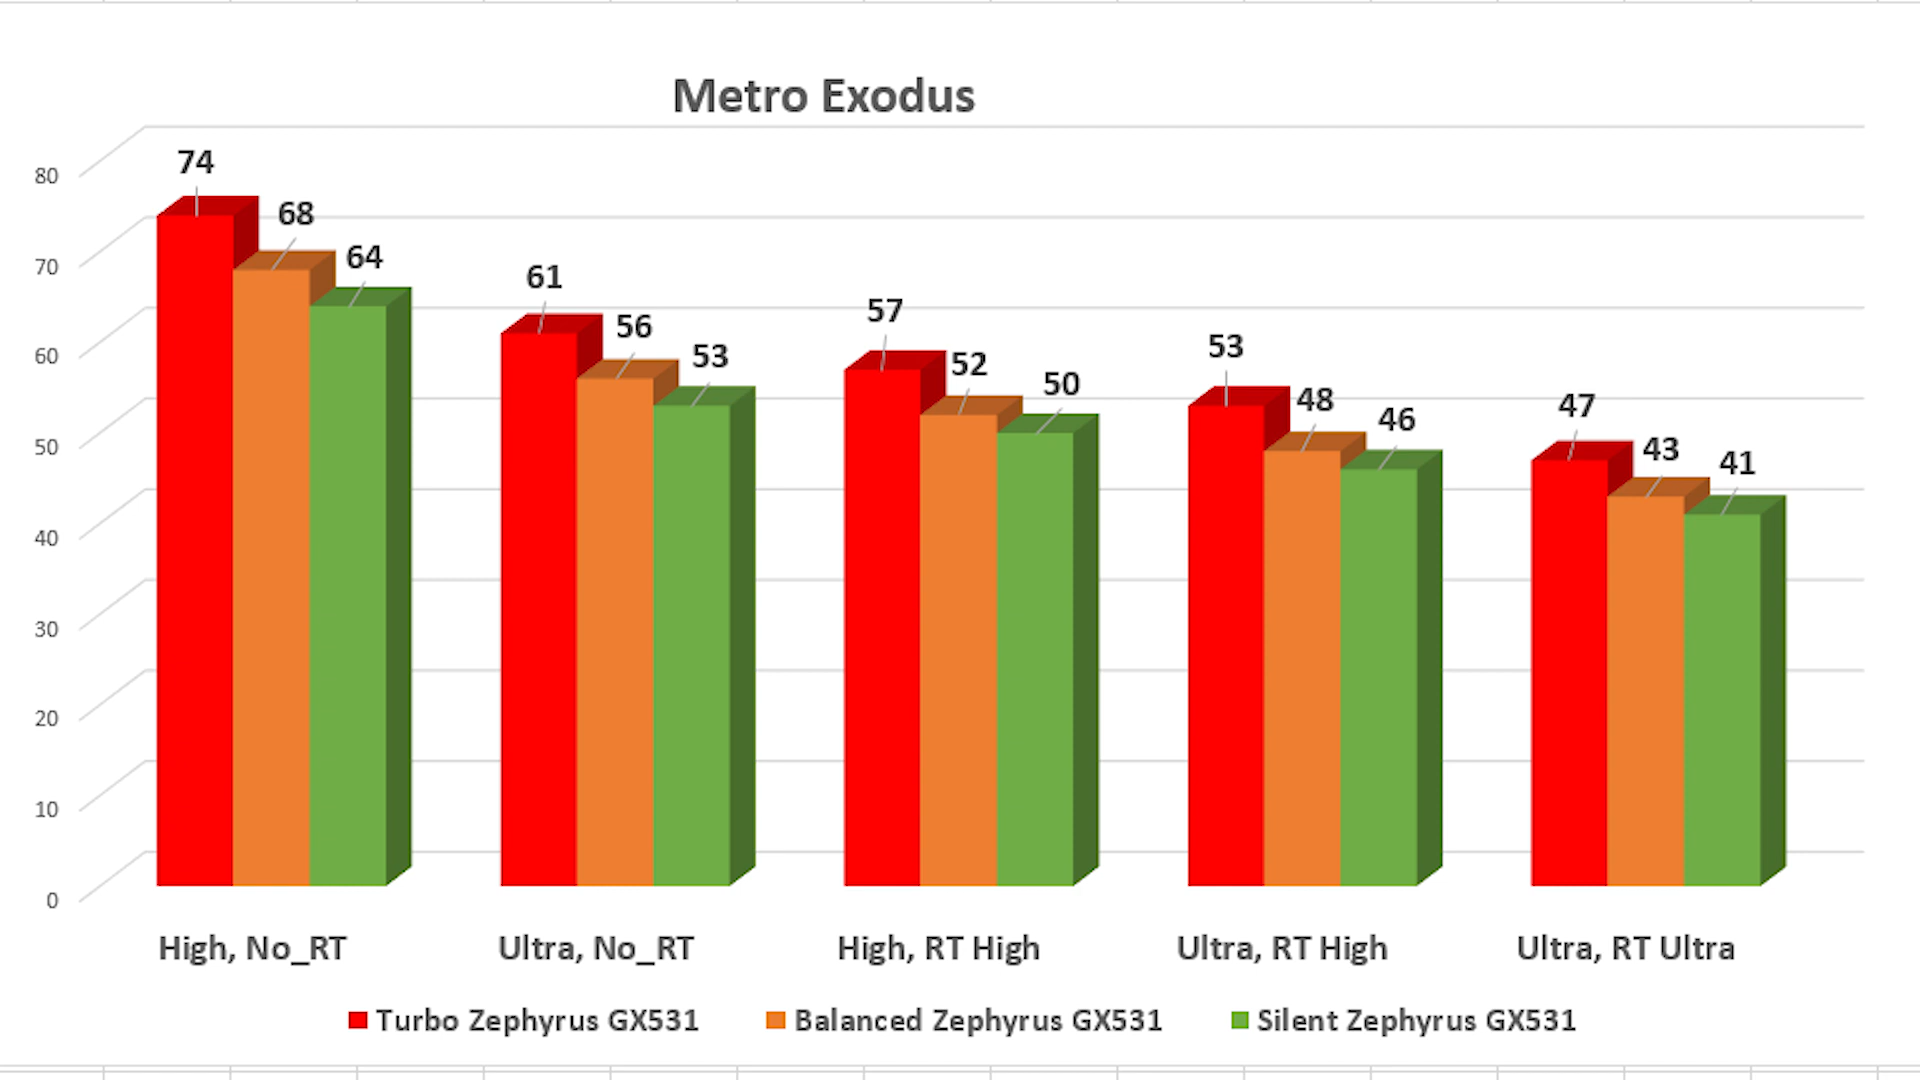 Metro Exodus
80
70
60
50
40
30
20
10
0
74
68
64
61
56
53
57
52
50
53
48
46
47
43
41
High, No_RT
Ultra, No_RT
High, RT High
Ultra, RT High
Ultra, RT Ultra
Turbo Zephyrus GX531
Balanced Zephyrus GX531
Silent Zephyrus GX531